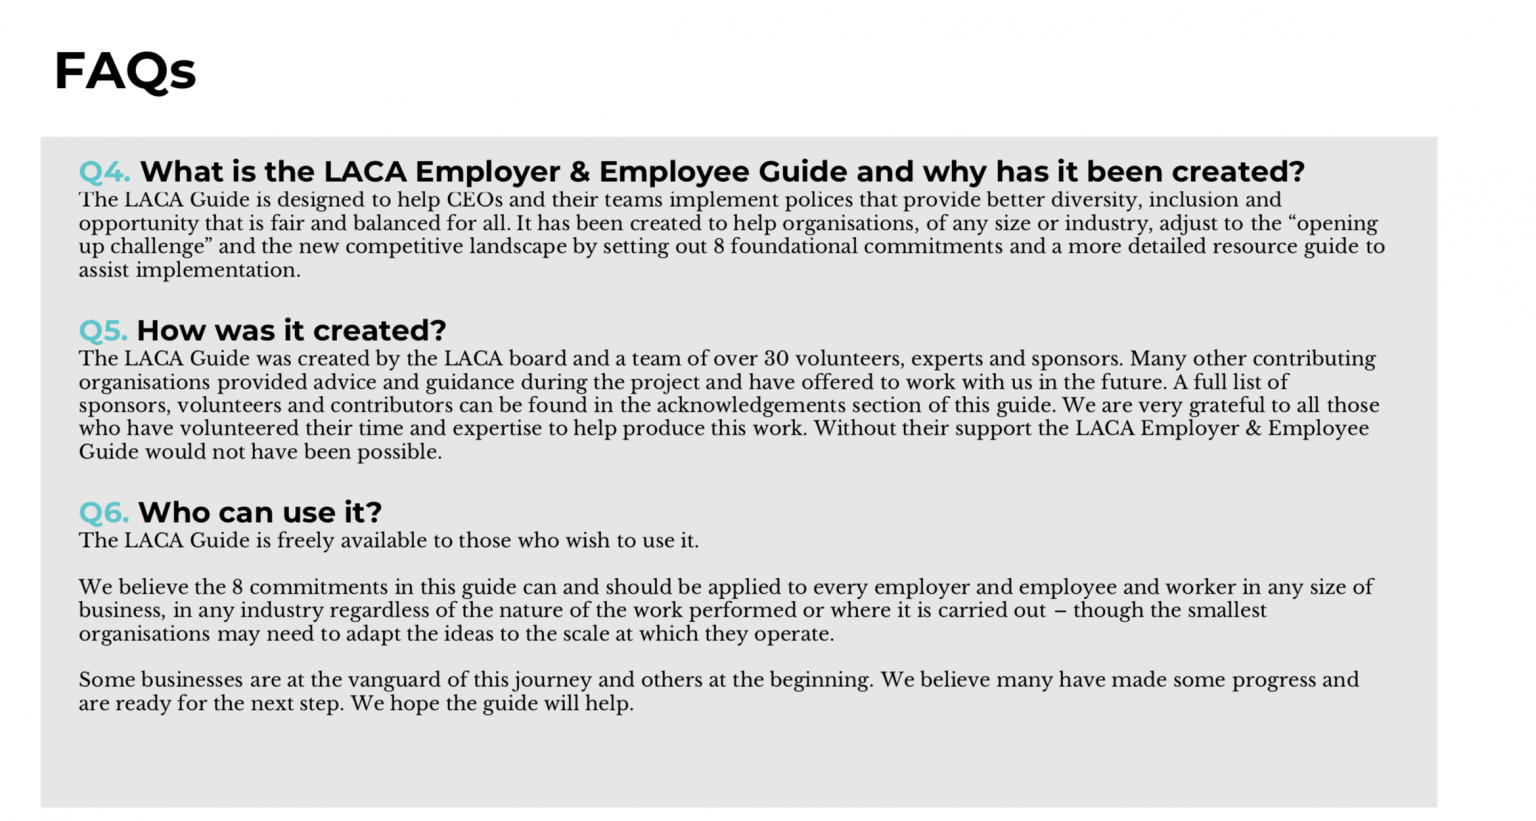 FAQs
Q4. What is the LACA Employer & Employee Guide and why has it been created?
The LACA Guide is designed to help CEOs and their teams implement polices that provide better diversity, inclusion and
opportunity that is fair and balanced for all. It has been created to help organisations, of any size or industry, adjust to the “opening
up challenge” and the new competitive landscape by setting out 8 foundational commitments and a more detailed resource guide to
assist implementation.
Q5. How was it created?
The LACA Guide was created by the LACA board and a team of over 30 volunteers, experts and sponsors. Many other contributing
organisations provided advice and guidance during the project and have offered to work with us in the future. A full list of
sponsors, volunteers and contributors can be found in the acknowledgements section of this guide. We are very grateful to all those
who have volunteered their time and expertise to help produce this work. Without their support the LACA Employer & Employee
Guide would not have been possible.
Q6. Who can use it?
The LACA Guide is freely available to those who wish to use it.
We believe the 8 commitments in this guide can and should be applied to every employer and employee and worker in any size of
business, in any industry regardless of the nature of the work performed or where it is carried out – though the smallest
organisations may need to adapt the ideas to the scale at which they operate.
Some businesses are at the vanguard of this journey and others at the beginning. We believe many have made some progress and
are ready for the next step. We hope the guide will help.